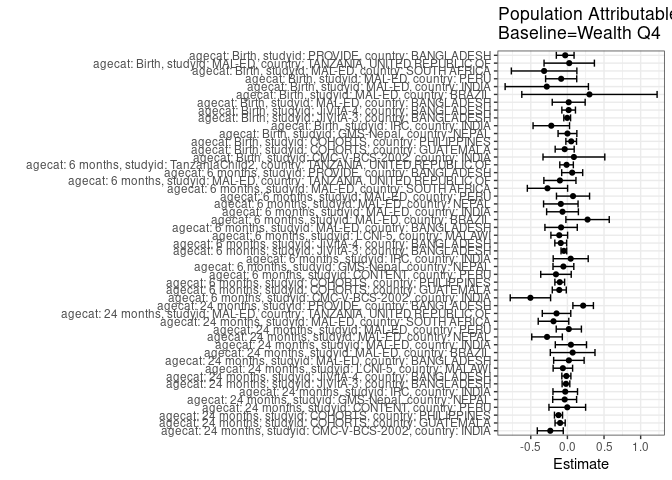 Population Attributable
Baseline=Wealth Q4
agecat: Birth, studyid: PROVIDE, country: BANGLADESH
agecat: Birth, studyid: MAL-ED, country: TANZANIA, UNITED REPUBLIC OF
agecat: Birth, studyid: MAL-ED, country: SOUTH AFRICA
agecat: Birth, studyid: MAL-ED, country: PERU
agecat: Birth, studyid: MAL-ED, country: INDIA
agecat: Birth, studyid: MAL-ED, country: BRAZIL
agecat: Birth, studyid: MAL-ED, country: BANGLADESH
agecat: Birth, studyid: JiVitA-4, country: BANGLADESH
agecat: Birth, studyid: JiVitA-3, country: BANGLADESH
agecat: Birth, studyid: IRC, country: INDIA
agecat: Birth, studyid: GMS-Nepal, country: NEPAL
agecat: Birth, studyid: COHORTS, country: PHILIPPINES
agecat: Birth, studyid: COHORTS, country: GUATEMALA
agecat: Birth, studyid: CMC-V-BCS-2002, country: INDIA
agecat: 6 months, studyid: TanzaniaChild2, country: TANZANIA, UNITED REPUBLIC OF
agecat: 6 months, studyid: PROVIDE, country: BANGLADESH
agecat: 6 months, studyid: MAL-ED, country: TANZANIA, UNITED REPUBLIC OF
agecat: 6 months, studyid: MAL-ED, country: SOUTH AFRICA
agecat: 6 months, studyid: MAL-ED, country: PERU
agecat: 6 months, studyid: MAL-ED, country: NEPAL
agecat: 6 months, studyid: MAL-ED, country: INDIA
agecat: 6 months, studyid: MAL-ED, country: BRAZIL
agecat: 6 months, studyid: MAL-ED, country: BANGLADESH
agecat: 6 months, studyid: LCNI-5, country: MALAWI
agecat: 6 months, studyid: JiVitA-4, country: BANGLADESH
agecat: 6 months, studyid: JiVitA-3, country: BANGLADESH
agecat: 6 months, studyid: IRC, country: INDIA
agecat: 6 months, studyid: GMS-Nepal, country: NEPAL
agecat: 6 months, studyid: CONTENT, country: PERU
agecat: 6 months, studyid: COHORTS, country: PHILIPPINES
agecat: 6 months, studyid: COHORTS, country: GUATEMALA
agecat: 6 months, studyid: CMC-V-BCS-2002, country: INDIA
agecat: 24 months, studyid: PROVIDE, country: BANGLADESH
agecat: 24 months, studyid: MAL-ED, country: TANZANIA, UNITED REPUBLIC OF
agecat: 24 months, studyid: MAL-ED, country: SOUTH AFRICA
agecat: 24 months, studyid: MAL-ED, country: PERU
agecat: 24 months, studyid: MAL-ED, country: NEPAL
agecat: 24 months, studyid: MAL-ED, country: INDIA
agecat: 24 months, studyid: MAL-ED, country: BRAZIL
agecat: 24 months, studyid: MAL-ED, country: BANGLADESH
agecat: 24 months, studyid: LCNI-5, country: MALAWI
agecat: 24 months, studyid: JiVitA-4, country: BANGLADESH
agecat: 24 months, studyid: JiVitA-3, country: BANGLADESH
agecat: 24 months, studyid: IRC, country: INDIA
agecat: 24 months, studyid: GMS-Nepal, country: NEPAL
agecat: 24 months, studyid: CONTENT, country: PERU
agecat: 24 months, studyid: COHORTS, country: PHILIPPINES
agecat: 24 months, studyid: COHORTS, country: GUATEMALA
agecat: 24 months, studyid: CMC-V-BCS-2002, country: INDIA
-0.5 0.0 0.5 1.0
Estimate